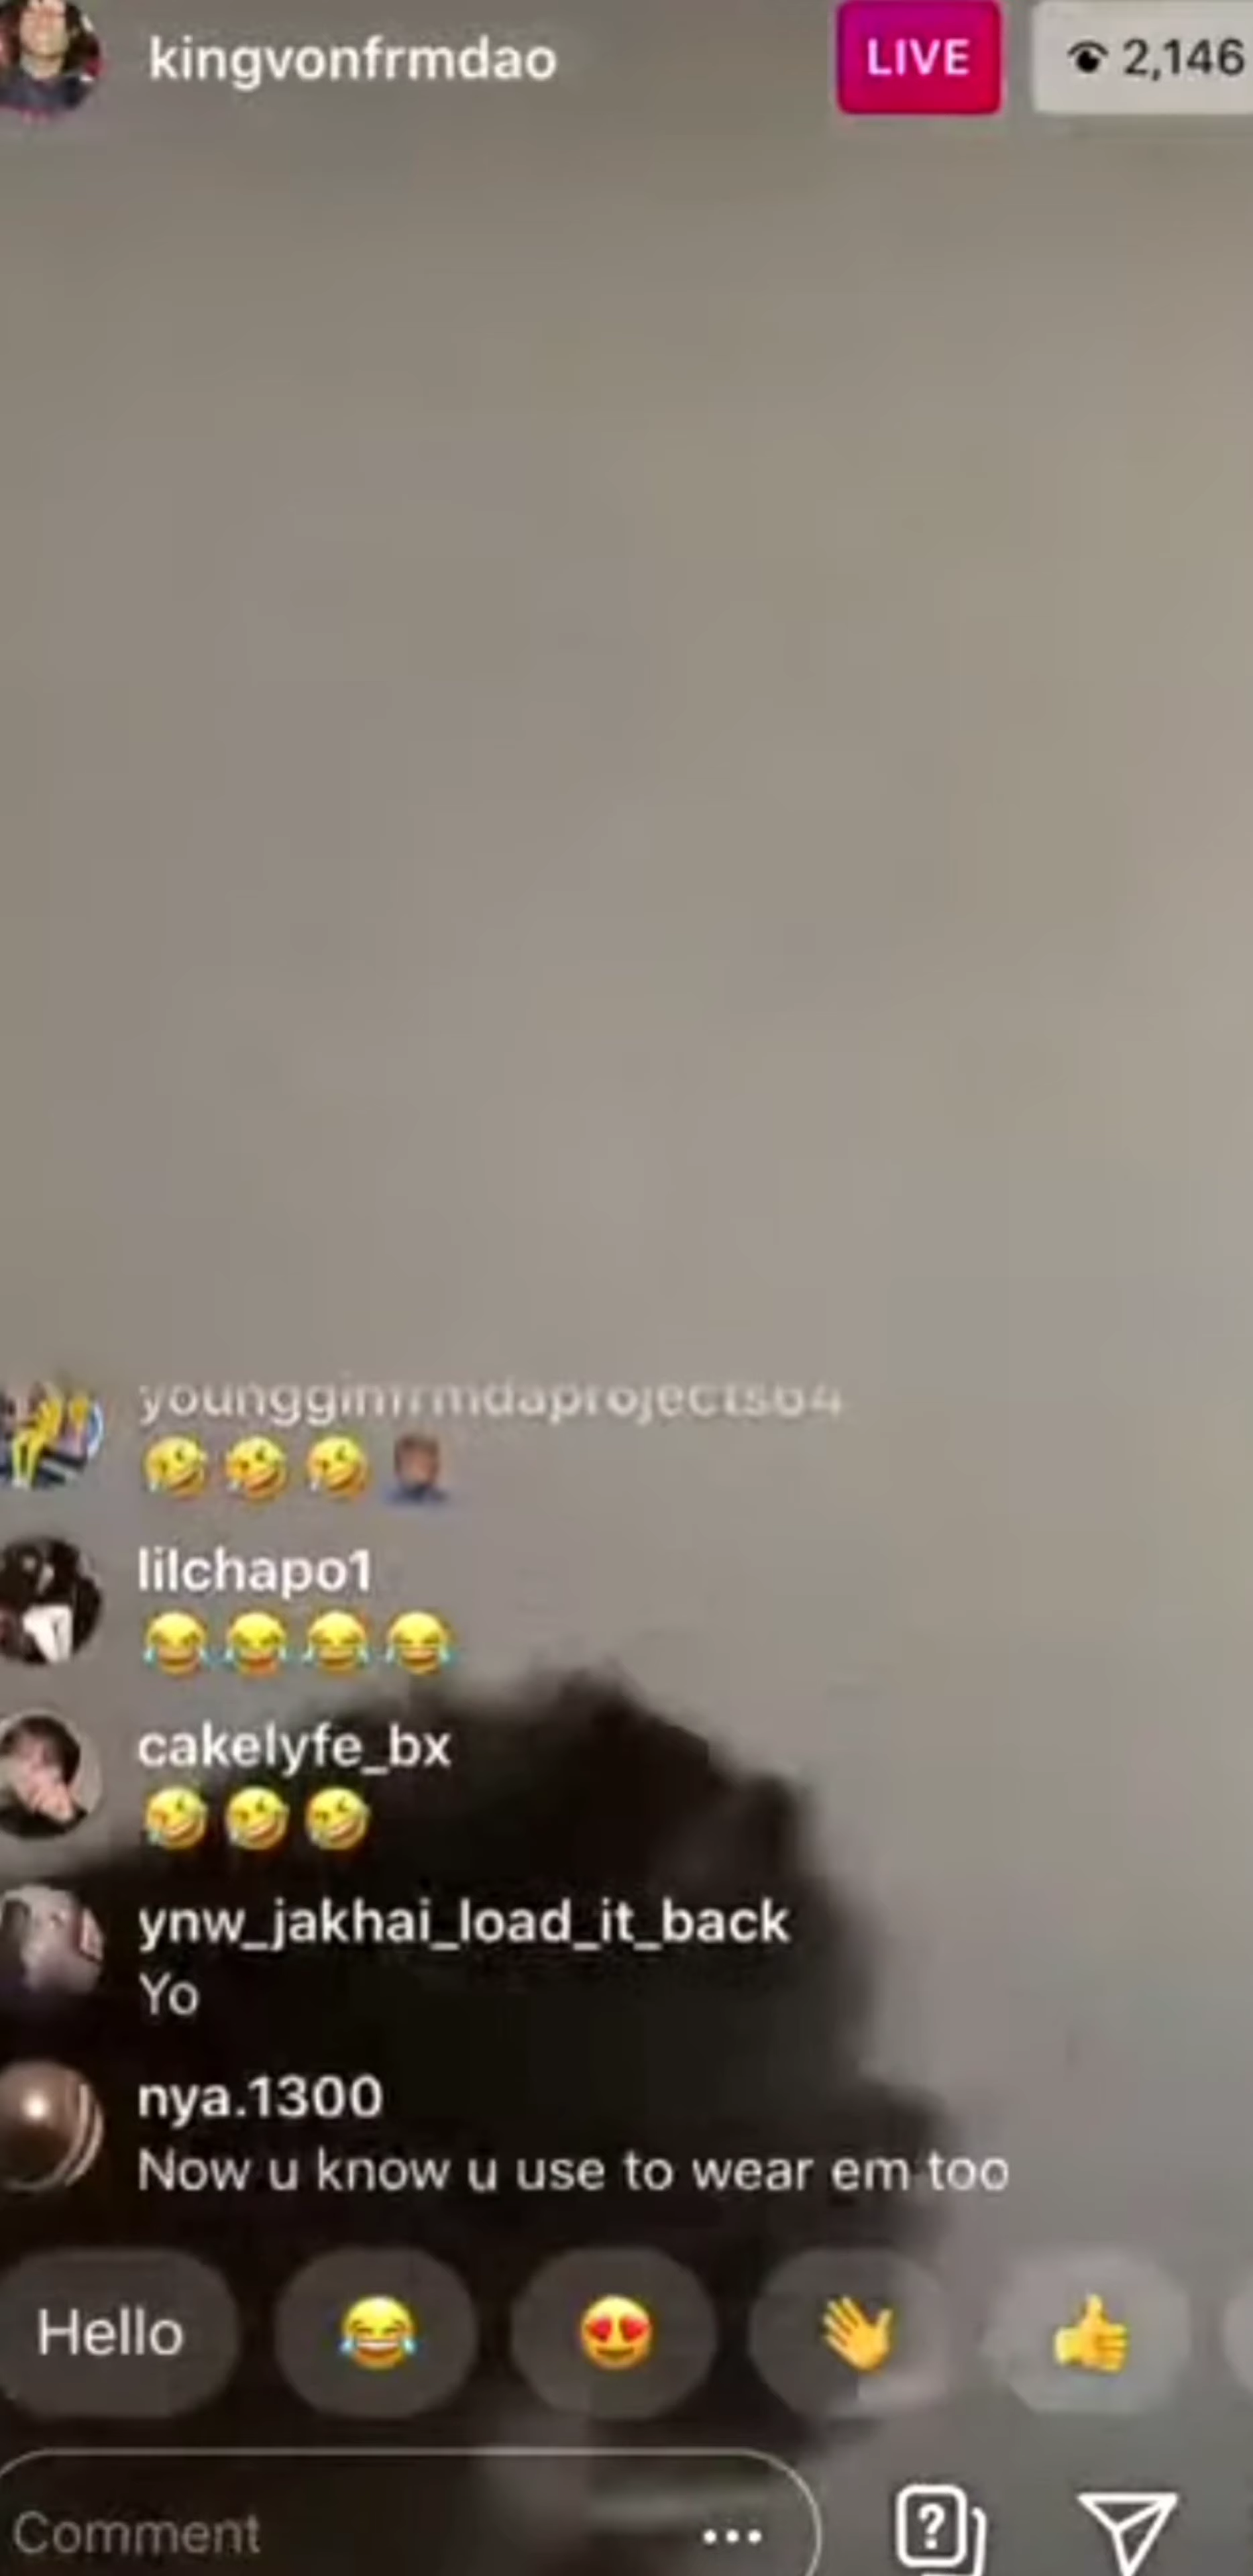 kingvonfrmdao
LIVE 2,146
youngginfrmdaprojects64
🤣🤣🤣🤦🏾‍♂️
lilchapo1
😂😂😂😂
cakelyfe_bx
🤣🤣🤣
ynw_jakhai_load_it_back
Yo
nya.1300
Now u know u use to wear em too
Hello 😂 😍 👋 👍
Comment